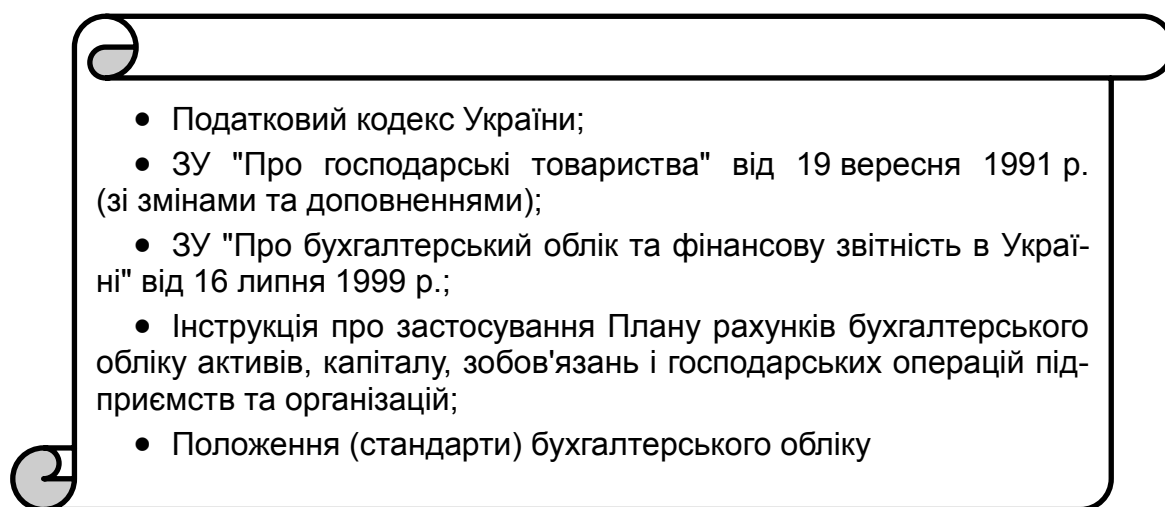 • Податковий кодекс України;
• ЗУ "Про господарські товариства" від 19 вересня 1991 р.
(зі змінами та доповненнями);
• ЗУ "Про бухгалтерський облік та фінансову звітність в Украї-
ні" від 16 липня 1999 р.;
• Інструкція про застосування Плану рахунків бухгалтерського
обліку активів, капіталу, зобов'язань і господарських операцій під-
приємств та організацій;
• Положення (стандарти) бухгалтерського обліку